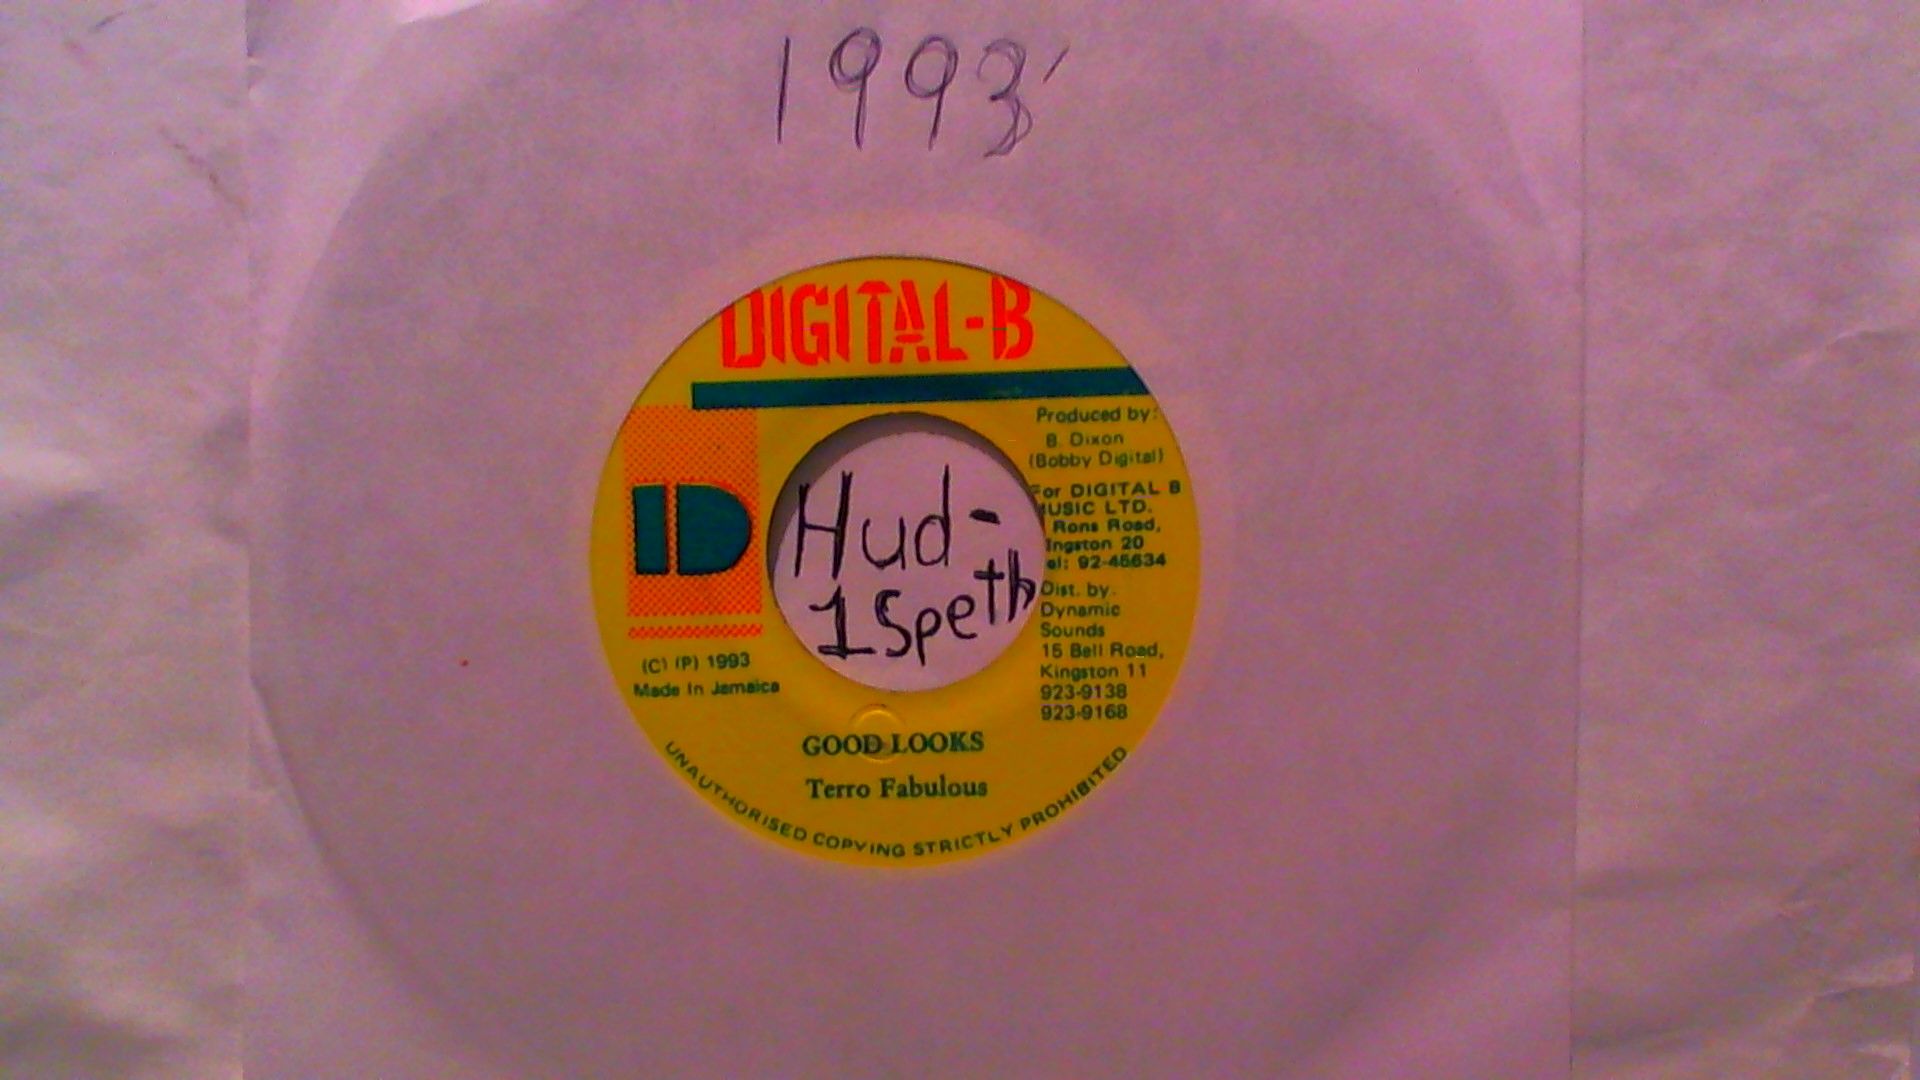 1993'
DIGITAL-B
Produced by:
B. Dixon
(Bobby Digital)
For DIGITAL B
MUSIC LTD.
Rons Road,
ingston 20
el: 92-45634
Dist. by.
Dynamic
Sounds
15 Bell Road,
Kingston 11
923-9138
923-9168
D
Hud-
1Speth
(C) (P) 1993
Made In Jamaica
GOOD LOOKS
Terro Fabulous
UNAUTHORISED COPYING STRICTLY PROHIBITED